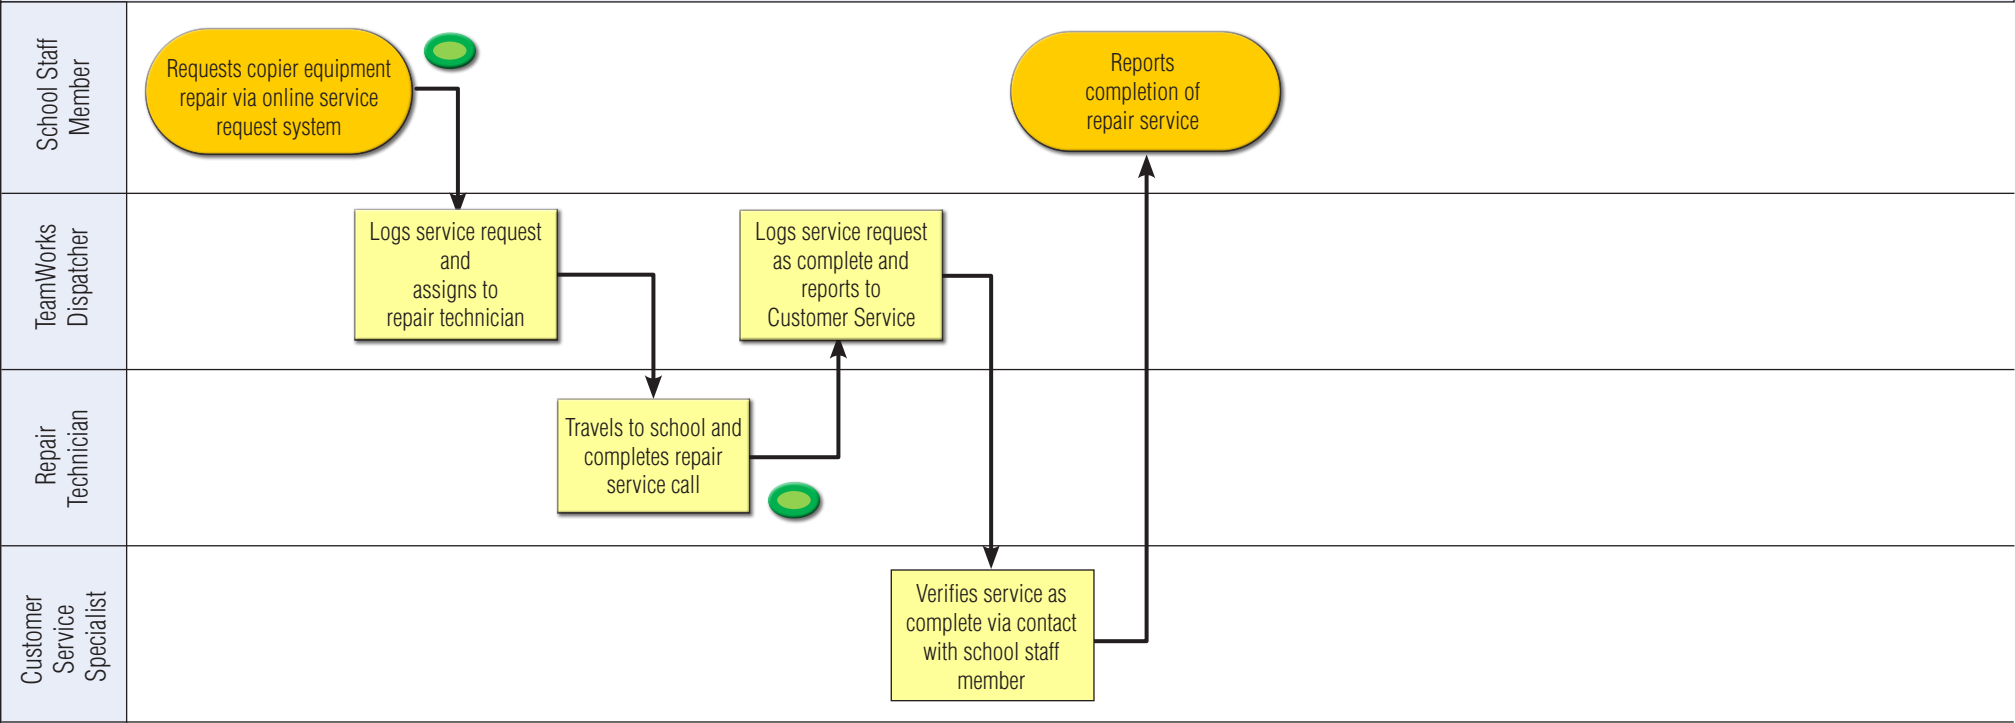 School Staff
Member
Requests copier equipment
repair via online service
request system
Reports
completion of
repair service
TeamWorks
Dispatcher
Logs service request
and
assigns to
repair technician
Logs service request
as complete and
reports to
Customer Service
Repair
Technician
Travels to school and
completes repair
service call
Customer
Service
Specialist
Verifies service as
complete via contact
with school staff
member